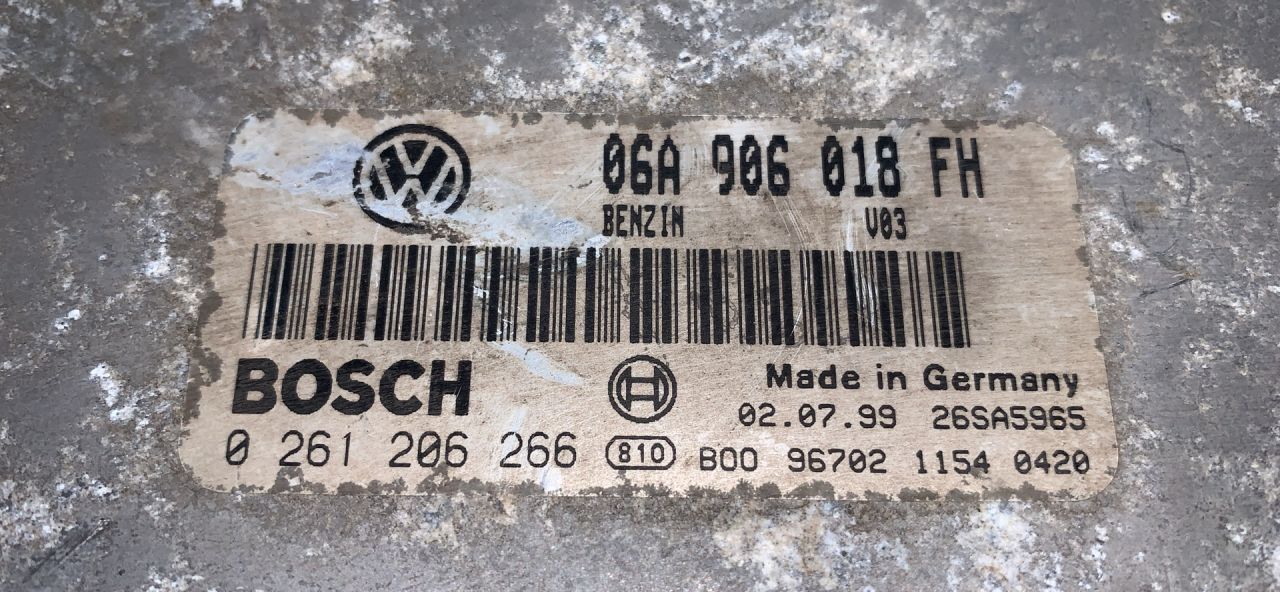 06A 906 018 FH
BENZIN V03
BOSCH
Made in Germany
02.07.99 26SA5965
0 261 206 266 810 B00 96702 1154 0420